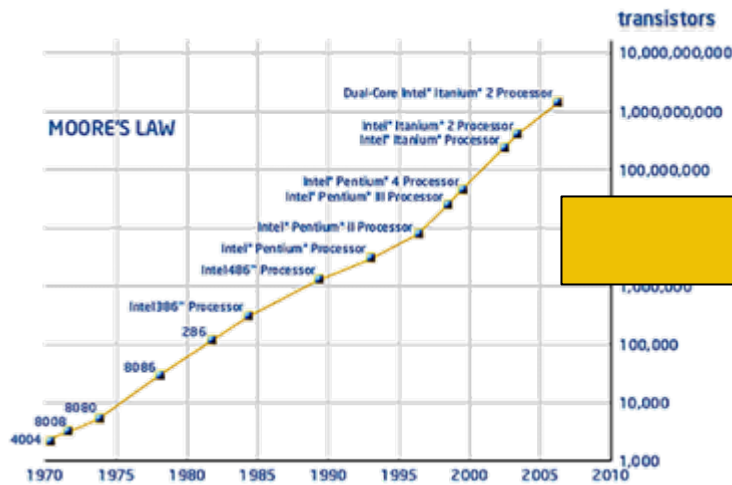 transistors
10,000,000,000
Dual-Core Intel® Itanium® 2 Processor
1,000,000,000
MOORE'S LAW
Intel® Itanium® 2 Processor
Intel® Itanium® Processor
100,000,000
Intel® Pentium® 4 Processor
Intel® Pentium® III Processor
Intel® Pentium® II Processor
Intel® Pentium® Processor
Intel486™ Processor
1,000,000
Intel386™ Processor
286
100,000
8086
8080
10,000
8008
4004
1,000
1970 1975 1980 1985 1990 1995 2000 2005 2010